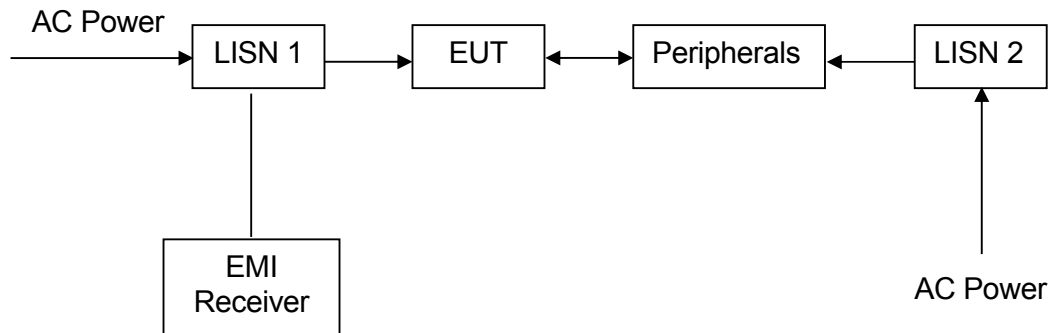 AC Power
LISN 1
EUT
Peripherals
LISN 2
EMI
Receiver
AC Power